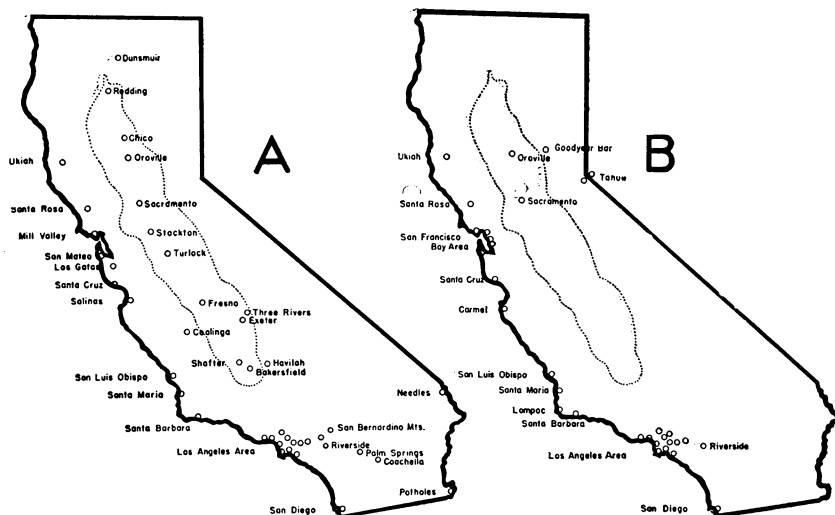 Dunsmuir
Redding
A
Chico
Oroville
Ukiah
Santa Rosa
Sacramento
Mill Valley
Stockton
San Mateo
Turlock
Los Gatos
Santa Cruz
Salinas
Fresno
Three Rivers
Exeter
Coalinga
Shafter
Havilah
Bakersfield
San Luis Obispo
Santa Maria
Needles
Santa Barbara
San Bernardino Mts.
Riverside
Los Angeles Area
Palm Springs
Coachella
Potholes
San Diego
B
Goodyear Bar
Ukiah
Oroville
Santa Rosa
Sacramento
San Francisco
Bay Area
Santa Cruz
Carmel
San Luis Obispo
Santa Maria
Lompoc
Santa Barbara
Los Angeles Area
Riverside
San Diego